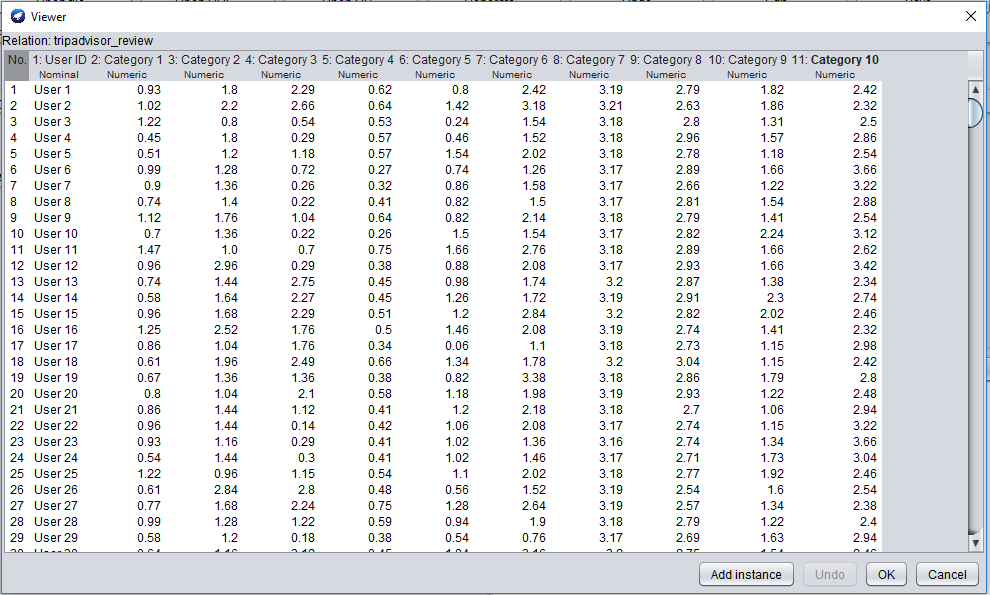 Viewer
Relation: tripadvisor_review
No. 1: User ID 2: Category 1 3: Category 2 4: Category 3 5: Category 4 6: Category 5 7: Category 6 8: Category 7 9: Category 8 10: Category 9 11: Category 10
Nominal Numeric Numeric Numeric Numeric Numeric Numeric Numeric Numeric Numeric Numeric
1 User 1 0.93 1.8 2.29 0.62 0.8 2.42 3.19 2.79 1.82 2.42
2 User 2 1.02 2.2 2.66 0.64 1.42 3.18 3.21 2.63 1.86 2.32
3 User 3 1.22 0.8 0.54 0.53 0.24 1.54 3.18 2.8 1.31 2.5
4 User 4 0.45 1.8 0.29 0.57 0.46 1.52 3.18 2.96 1.57 2.86
5 User 5 0.51 1.2 1.18 0.57 1.54 2.02 3.18 2.78 1.18 2.54
6 User 6 0.99 1.28 0.72 0.27 0.74 1.26 3.17 2.89 1.66 3.66
7 User 7 0.9 1.36 0.26 0.32 0.86 1.58 3.17 2.66 1.22 3.22
8 User 8 0.74 1.4 0.22 0.41 0.82 1.5 3.17 2.81 1.54 2.88
9 User 9 1.12 1.76 1.04 0.64 0.82 2.14 3.18 2.79 1.41 2.54
10 User 10 0.7 1.36 0.22 0.26 1.5 1.54 3.17 2.82 2.24 3.12
11 User 11 1.47 1.0 0.7 0.75 1.66 2.76 3.18 2.89 1.66 2.62
12 User 12 0.96 2.96 0.29 0.38 0.88 2.08 3.17 2.93 1.66 3.42
13 User 13 0.74 1.44 2.75 0.45 0.98 1.74 3.2 2.87 1.38 2.34
14 User 14 0.58 1.64 2.27 0.45 1.26 1.72 3.19 2.91 2.3 2.74
15 User 15 0.96 1.68 2.29 0.51 1.2 2.84 3.2 2.82 2.02 2.46
16 User 16 1.25 2.52 1.76 0.5 1.46 2.08 3.19 2.74 1.41 2.32
17 User 17 0.86 1.04 1.76 0.34 0.06 1.1 3.18 2.73 1.15 2.98
18 User 18 0.61 1.96 2.49 0.66 1.34 1.78 3.2 3.04 1.15 2.42
19 User 19 0.67 1.36 1.36 0.38 0.82 3.38 3.18 2.86 1.79 2.8
20 User 20 0.8 1.04 2.1 0.58 1.18 1.98 3.19 2.93 1.22 2.48
21 User 21 0.86 1.44 1.12 0.41 1.2 2.18 3.18 2.7 1.06 2.94
22 User 22 0.96 1.44 0.14 0.42 1.06 2.08 3.17 2.74 1.15 3.22
23 User 23 0.93 1.16 0.29 0.41 1.02 1.36 3.16 2.74 1.34 3.66
24 User 24 0.54 1.44 0.3 0.41 1.02 1.46 3.17 2.71 1.73 3.04
25 User 25 1.22 0.96 1.15 0.54 1.1 2.02 3.18 2.77 1.92 2.46
26 User 26 0.61 2.84 2.8 0.48 0.56 1.52 3.19 2.54 1.6 2.54
27 User 27 0.77 1.68 2.24 0.75 1.28 2.64 3.19 2.57 1.34 2.38
28 User 28 0.99 1.28 1.22 0.59 0.94 1.9 3.18 2.79 1.22 2.4
29 User 29 0.58 1.2 0.18 0.38 0.54 0.76 3.17 2.69 1.63 2.94
Add instance Undo OK Cancel